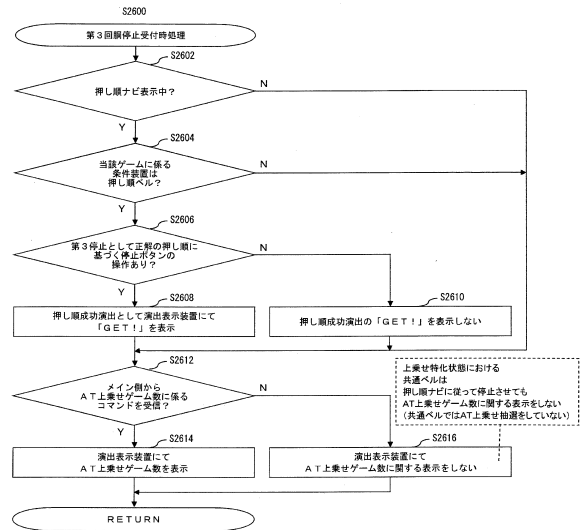 S2600
第3回胴停止受付時処理
S2602
押し順ナビ表示中？
N
Y
S2604
当該ゲームに係る
条件装置は
押し順ベル？
N
Y
S2606
第3停止として正解の押し順に
基づく停止ボタンの
操作あり？
N
Y
S2608
押し順成功演出として演出表示装置にて
「GET！」を表示
S2610
押し順成功演出の「GET！」を表示しない
S2612
メイン側から
AT上乗せゲーム数に係る
コマンドを受信？
N
Y
上乗せ特化状態における
共通ベルは
押し順ナビに従って停止させても
AT上乗せゲーム数に関する表示をしない
（共通ベルではAT上乗せ抽選をしていない）
S2614
演出表示装置にて
AT上乗せゲーム数を表示
S2616
演出表示装置にて
AT上乗せゲーム数に関する表示をしない
RETURN